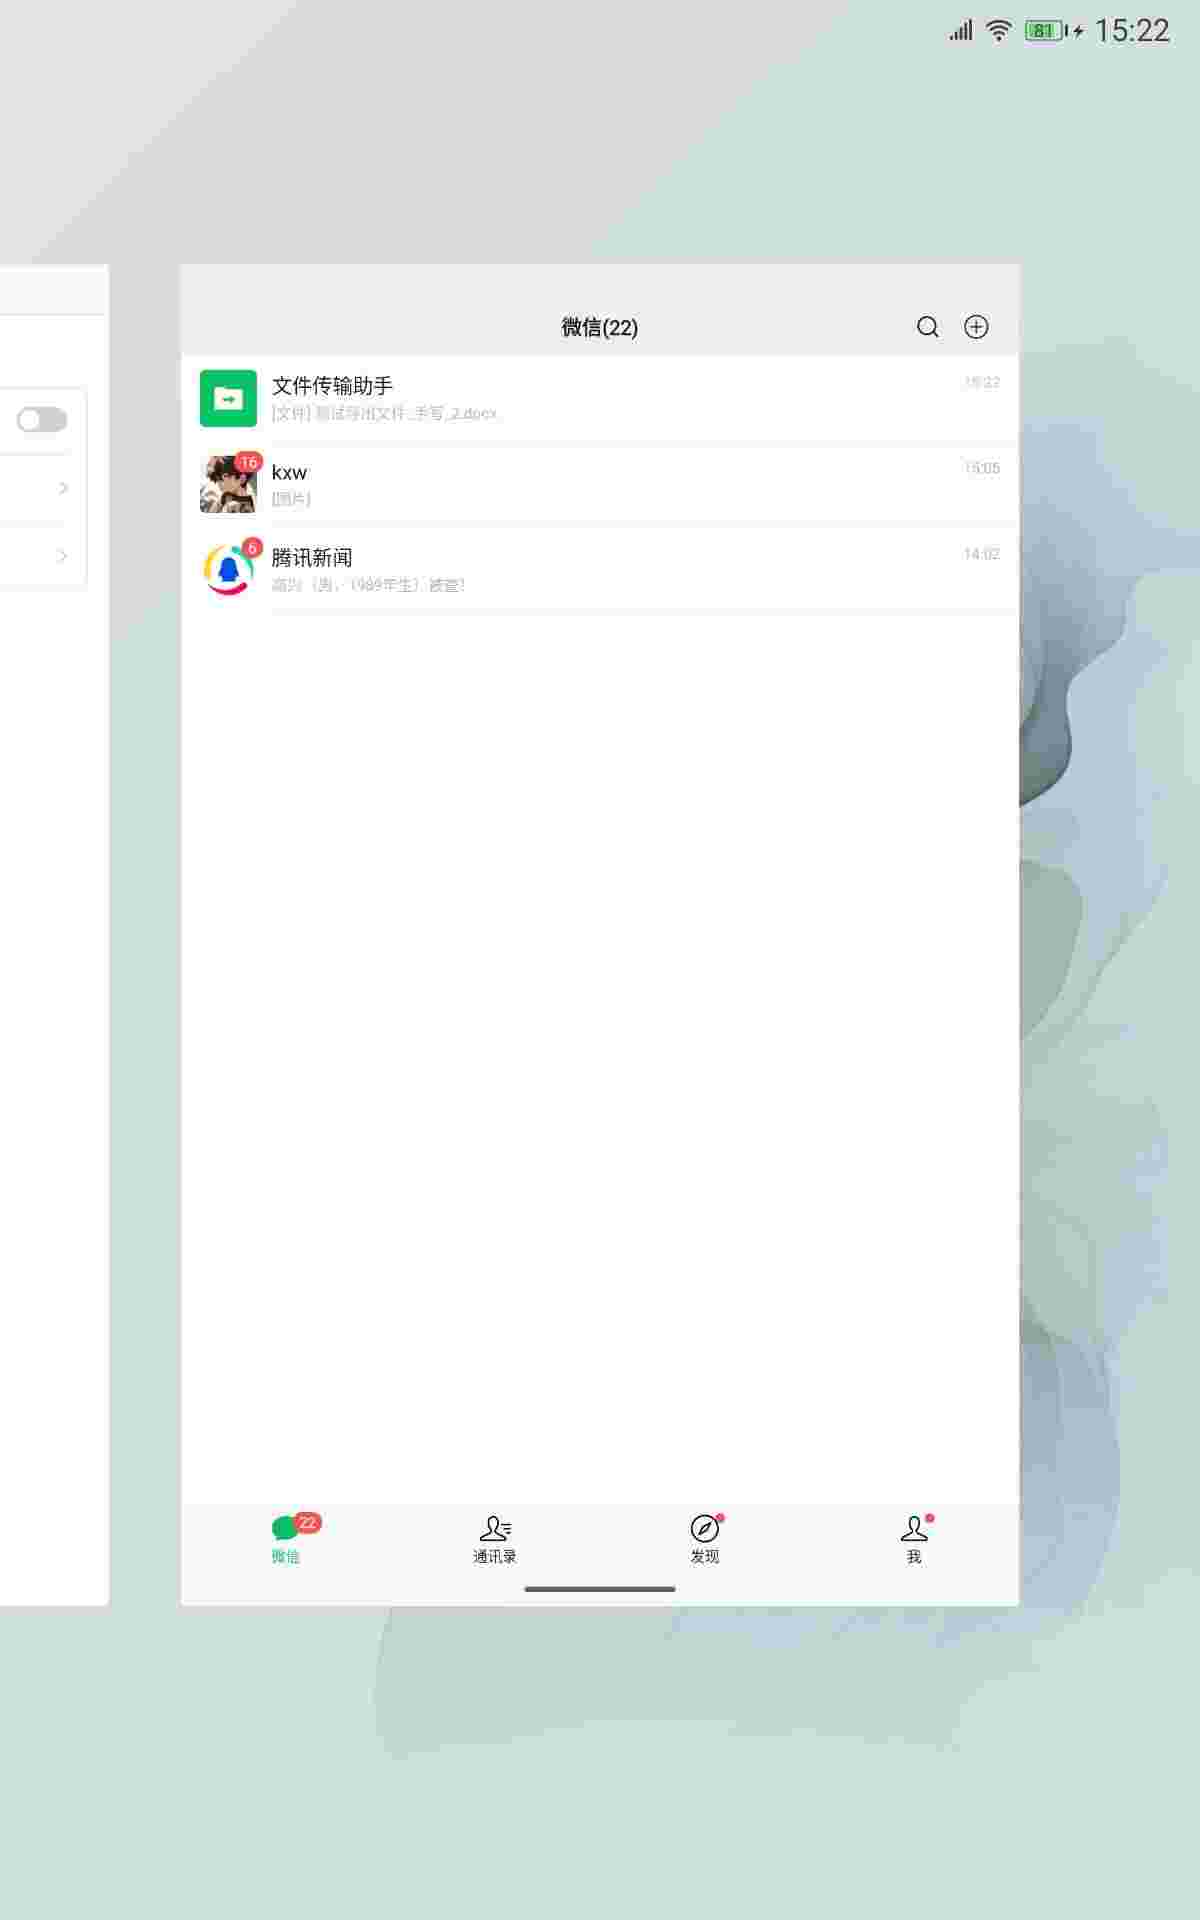 81 15:22
微信(22)
文件传输助手
15:22
[文件] 测试导出文件_手写_2.docx
16
kxw
15:05
[图片]
6
腾讯新闻
14:02
（男，1989年生）被查!
22
微信
通讯录
发现
我